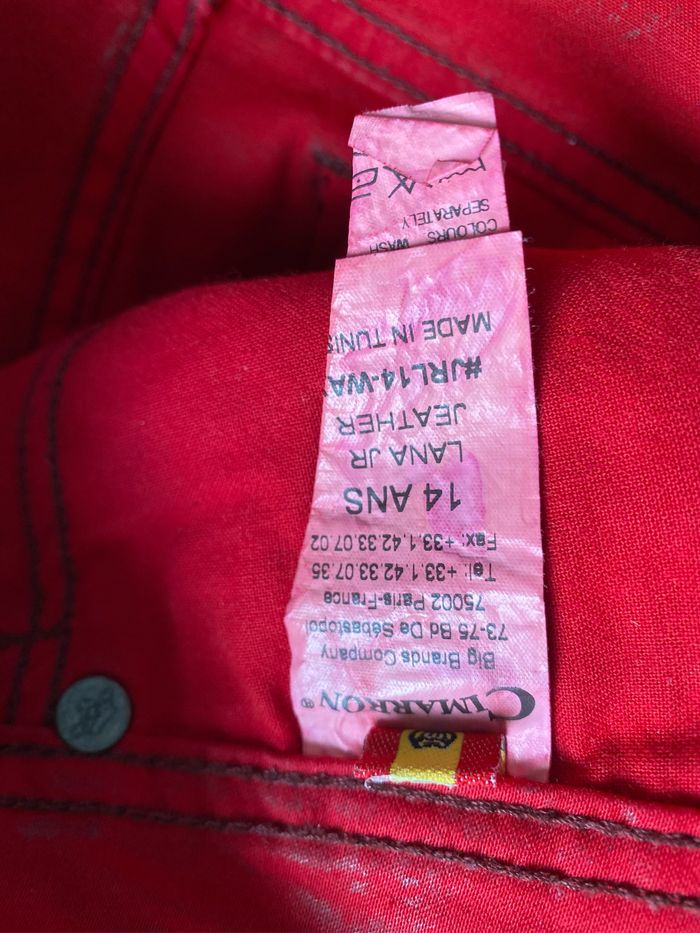 CIMARRON®
Big Brands Company
73-75 Bd De Sébastopol
75002 Paris-France
Tel: +33.1.42.33.07.35
Fax: +33.1.42.33.07.02
14 ANS
LANA JR
JEATHER
#JRL14-WA
MADE IN TUNIS
COLOURS WASH
SEPARATELY